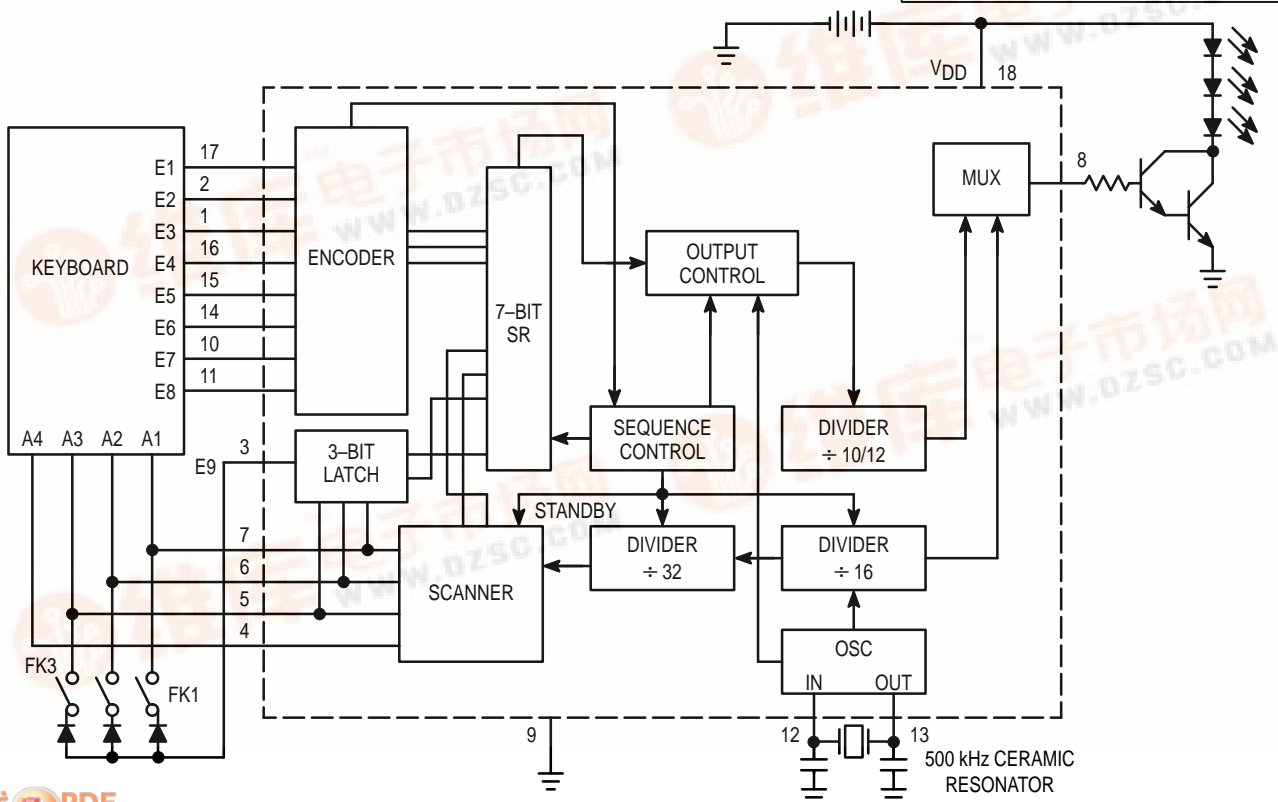 VDD
18
17
E1
2
E2
1
E3
16
E4
15
E5
14
E6
10
E7
11
E8
KEYBOARD
A4 A3 A2 A1
ENCODER
7–BIT
SR
OUTPUT
CONTROL
MUX
8
3
E9
3–BIT
LATCH
SEQUENCE
CONTROL
DIVIDER
÷ 10/12
STANDBY
7
6
5
4
SCANNER
DIVIDER
÷ 32
DIVIDER
÷ 16
OSC
IN OUT
FK3
FK1
9
12
13
500 kHz CERAMIC
RESONATOR
维库电子市场网
WWW.DZSC.COM
PDF